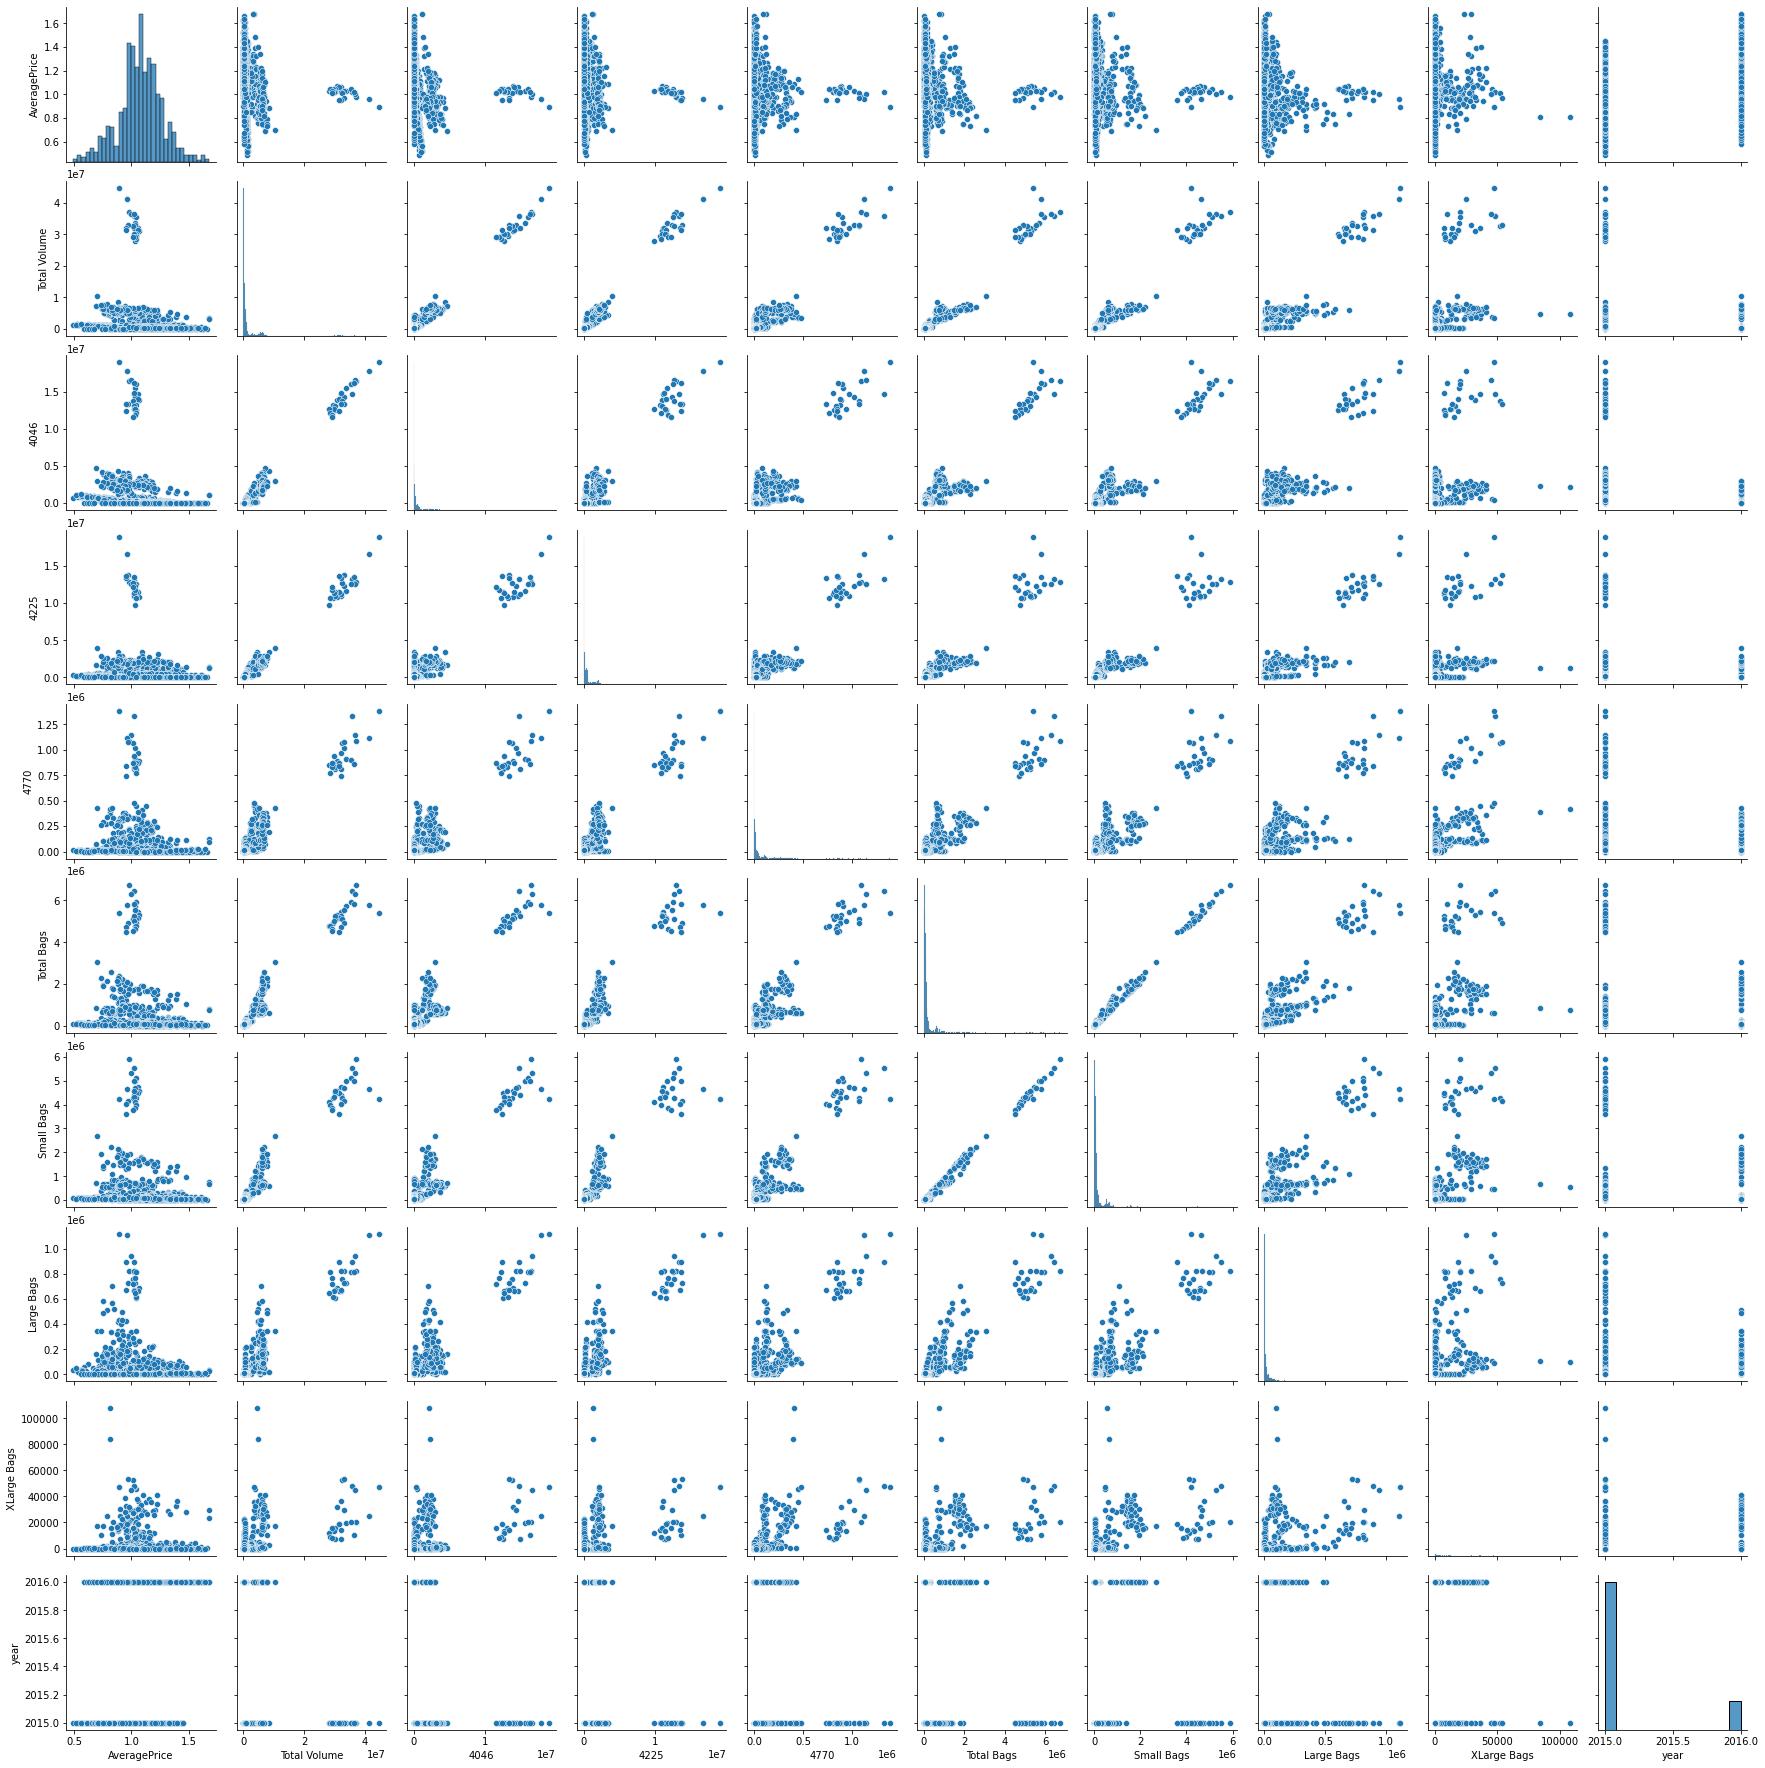 1.6
1.4
1.2
1.0
0.8
0.6
AveragePrice
1e7
4
3
2
1
0
Total Volume
1e7
1.5
1.0
0.5
0.0
4046
1e7
1.5
1.0
0.5
0.0
4225
1e6
1.25
1.00
0.75
0.50
0.25
0.00
4770
1e6
6
4
2
0
Total Bags
1e6
6
5
4
3
2
1
0
Small Bags
1e6
1.0
0.8
0.6
0.4
0.2
0.0
Large Bags
100000
80000
60000
40000
20000
0
XLarge Bags
2016.0
2015.8
2015.6
2015.4
2015.2
2015.0
year
0.5 1.0 1.5
AveragePrice
0 2 4
Total Volume 1e7
0 1
4046 1e7
0 1
4225 1e7
0.0 0.5 1.0
4770 1e6
0 2 4 6
Total Bags 1e6
0 2 4 6
Small Bags 1e6
0.0 0.5 1.0
Large Bags 1e6
0 50000 100000
XLarge Bags
2015.0 2015.5 2016.0
year